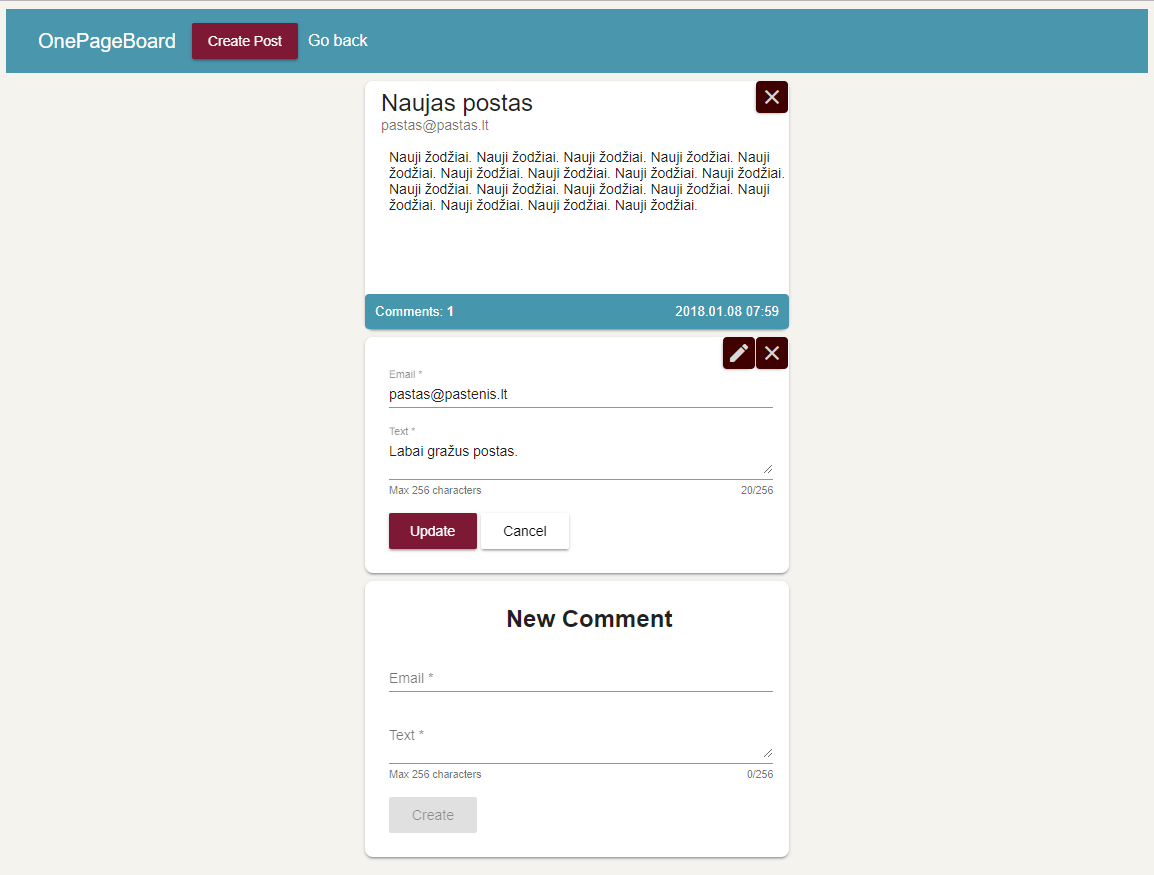 OnePageBoard Create Post Go back
Naujas postas
pastas@pastas.lt
Nauji žodžiai. Nauji žodžiai. Nauji žodžiai. Nauji žodžiai. Nauji
žodžiai. Nauji žodžiai. Nauji žodžiai. Nauji žodžiai. Nauji žodžiai.
Nauji žodžiai. Nauji žodžiai. Nauji žodžiai. Nauji žodžiai. Nauji
žodžiai. Nauji žodžiai. Nauji žodžiai. Nauji žodžiai.
Comments: 1 2018.01.08 07:59
Email *
pastas@pastenis.lt
Text *
Labai gražus postas.
Max 256 characters 20/256
Update Cancel
New Comment
Email *
Text *
Max 256 characters 0/256
Create